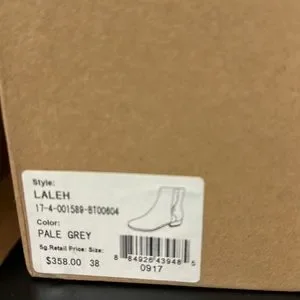 Style:
LALEH
17-4-001589-BT00604
Color:
PALE GREY
Sg.Retail Price: Size:
$358.00 38
8 84926 43948 5
0917